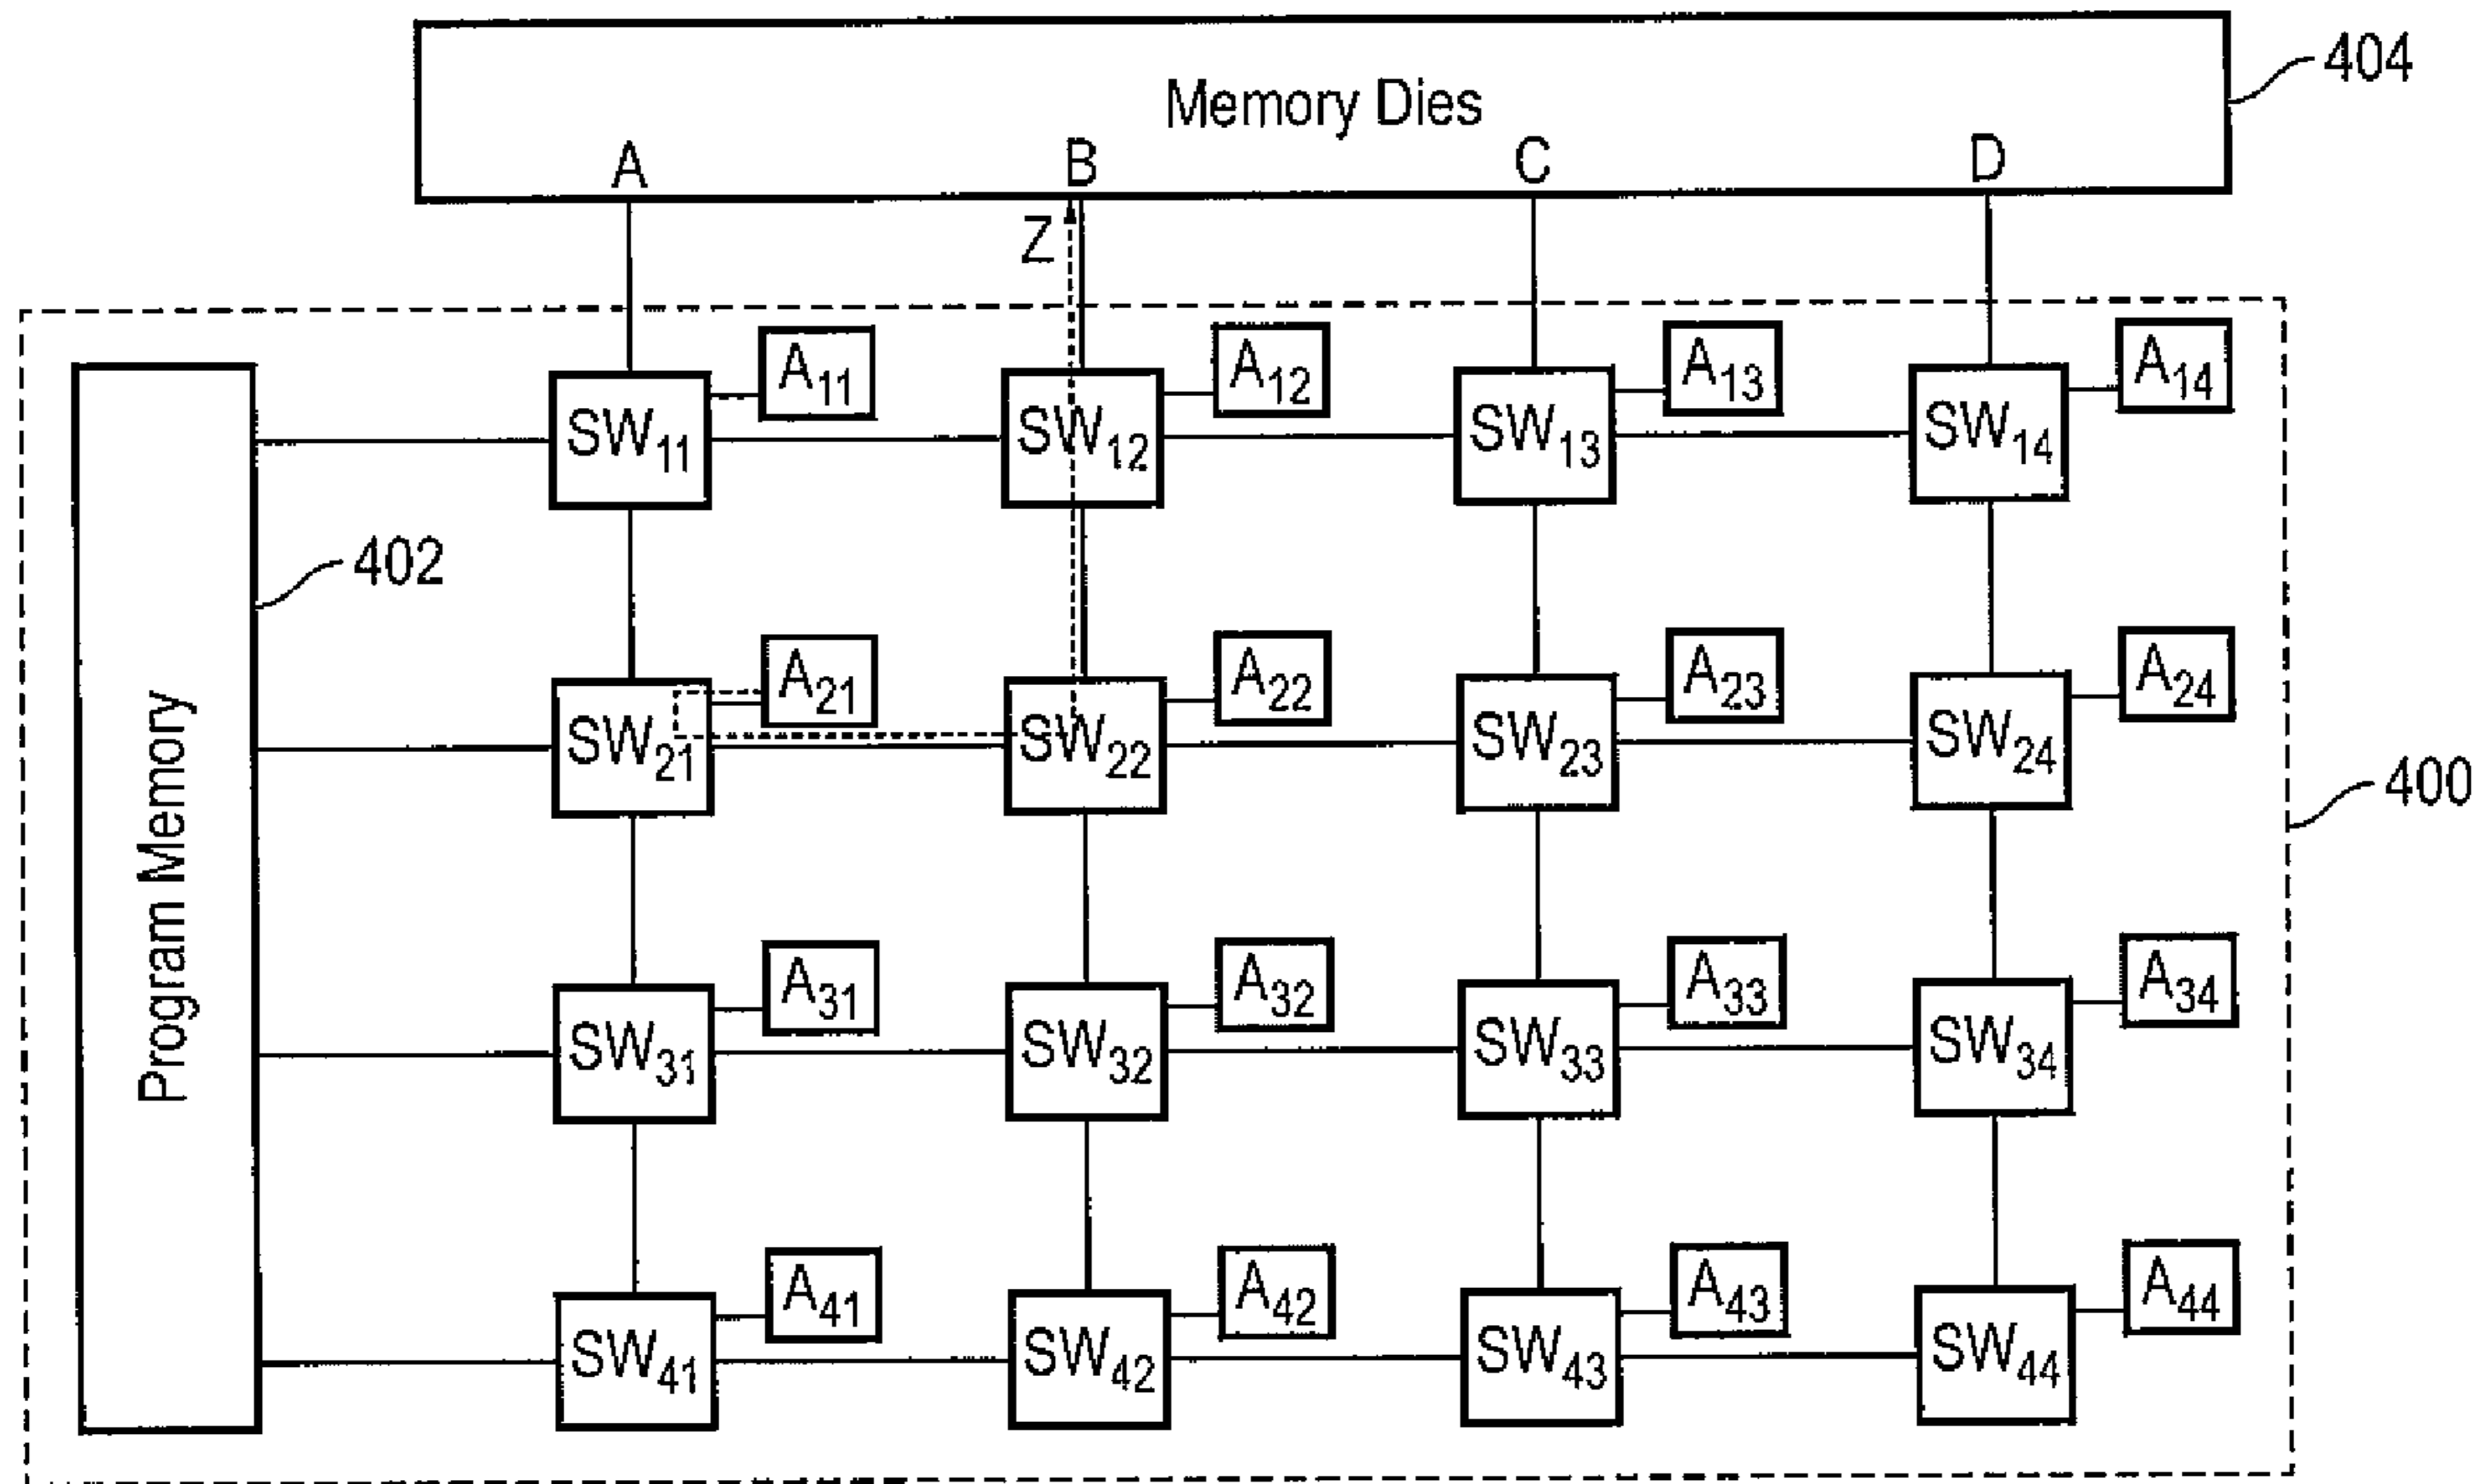 404
Memory Dies
A B C D
Z
A11 A12 A13 A14
SW11 SW12 SW13 SW14
402
A21 A22 A23 A24
SW21 SW22 SW23 SW24
400
Program Memory
A31 A32 A33 A34
SW31 SW32 SW33 SW34
A41 A42 A43 A44
SW41 SW42 SW43 SW44